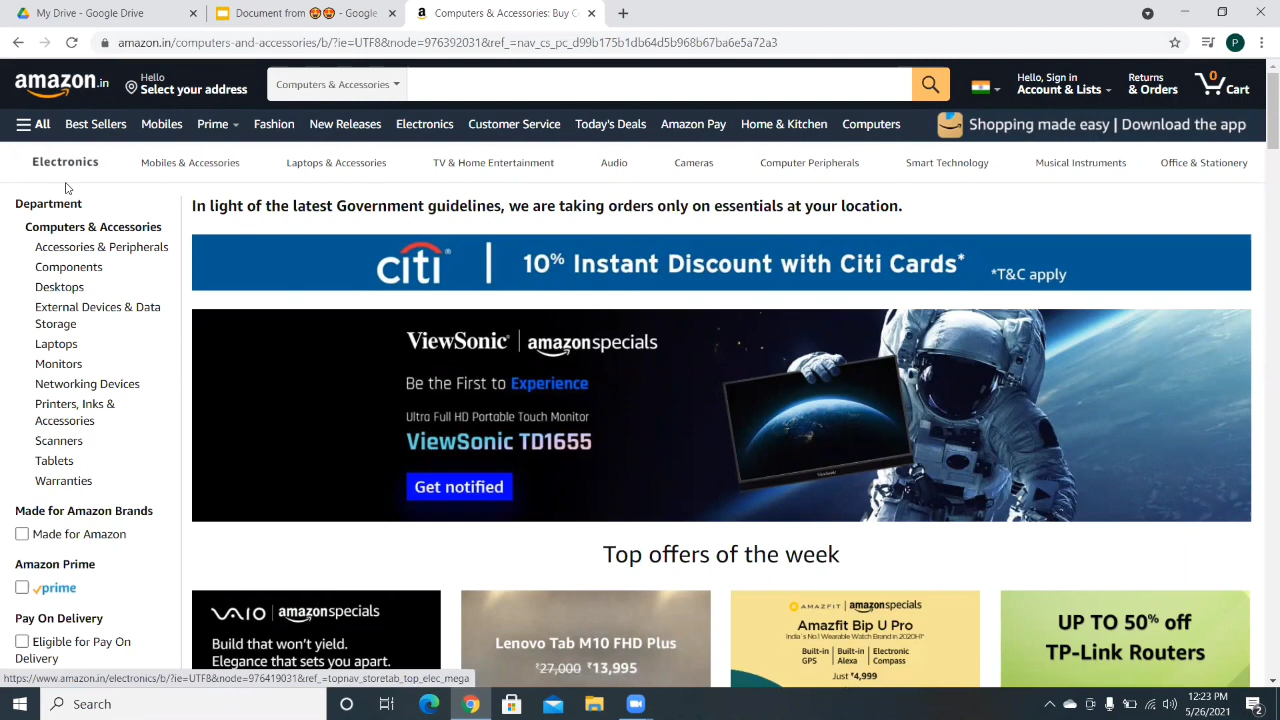 My Drive - Google Drive
Document 🤩🤩 - Google
Computers & Accessories: Buy C
amazon.in/computers-and-accessories/b/?ie=UTF8&node=976392031&ref_=nav_cs_pc_d99b175b1db64d5b968b67b6a5d72a3
amazon.in
Hello
Select your address
Computers & Accessories
Hello, Sign in
Account & Lists
Returns
& Orders
0
Cart
All
Best Sellers
Mobiles
Prime
Fashion
New Releases
Electronics
Customer Service
Today's Deals
Amazon Pay
Home & Kitchen
Computers
Shopping made easy | Download the app
Electronics
Mobiles & Accessories
Laptops & Accessories
TV & Home Entertainment
Audio
Cameras
Computer Peripherals
Smart Technology
Musical Instruments
Office & Stationery
Department
Computers & Accessories
Accessories & Peripherals
Components
Desktops
External Devices & Data
Storage
Laptops
Monitors
Networking Devices
Printers, Inks &
Accessories
Scanners
Tablets
Warranties
Made for Amazon Brands
Made for Amazon
Amazon Prime
prime
Pay On Delivery
Eligible for Pay On
Delivery
In light of the latest Government guidelines, we are taking orders only on essentials at your location.
citi® | 10% Instant Discount with Citi Cards* *T&C apply
ViewSonic® | amazonspecials
Be the First to Experience
Ultra Full HD Portable Touch Monitor
ViewSonic TD1655
Get notified
Top offers of the week
VAIO | amazonspecials
Build that won't yield.
Elegance that sets you apart.
Lenovo Tab M10 FHD Plus
₹27,000 ₹13,995
AMAZFIT | amazonspecials
Amazfit Bip U Pro
India's No.1 Wearable Watch Brand in 2020H1*
Built-in
GPS
Built-in
Alexa
Electronic
Compass
Just ₹4,999
UP TO 50% off
TP-Link Routers
https://www.amazon.in/electronics/b/?ie=UTF8&node=976419031&ref_=topnav_storetab_top_elec_mega
Search
12:23 PM
5/26/2021
2